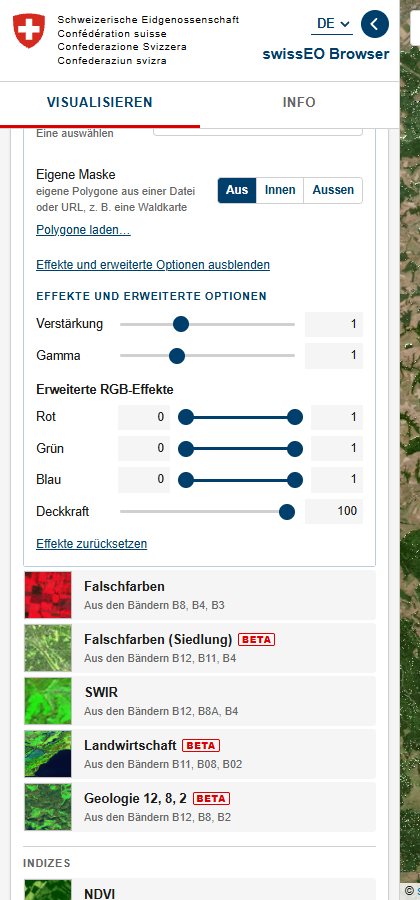 Schweizerische Eidgenossenschaft
Confédération suisse
Confederazione Svizzera
Confederaziun svizra
DE
swissEO Browser
VISUALISIEREN
INFO
Eine auswählen
Eigene Maske
eigene Polygone aus einer Datei
oder URL, z. B. eine Waldkarte
Aus Innen Aussen
Polygone laden…
Effekte und erweiterte Optionen ausblenden
EFFEKTE UND ERWEITERTE OPTIONEN
Verstärkung 1
Gamma 1
Erweiterte RGB-Effekte
Rot 0 1
Grün 0 1
Blau 0 1
Deckkraft 100
Effekte zurücksetzen
Falschfarben
Aus den Bändern B8, B4, B3
Falschfarben (Siedlung) BETA
Aus den Bändern B12, B11, B4
SWIR
Aus den Bändern B12, B8A, B4
Landwirtschaft BETA
Aus den Bändern B11, B08, B02
Geologie 12, 8, 2 BETA
Aus den Bändern B12, B8, B2
INDIZES
NDVI
©